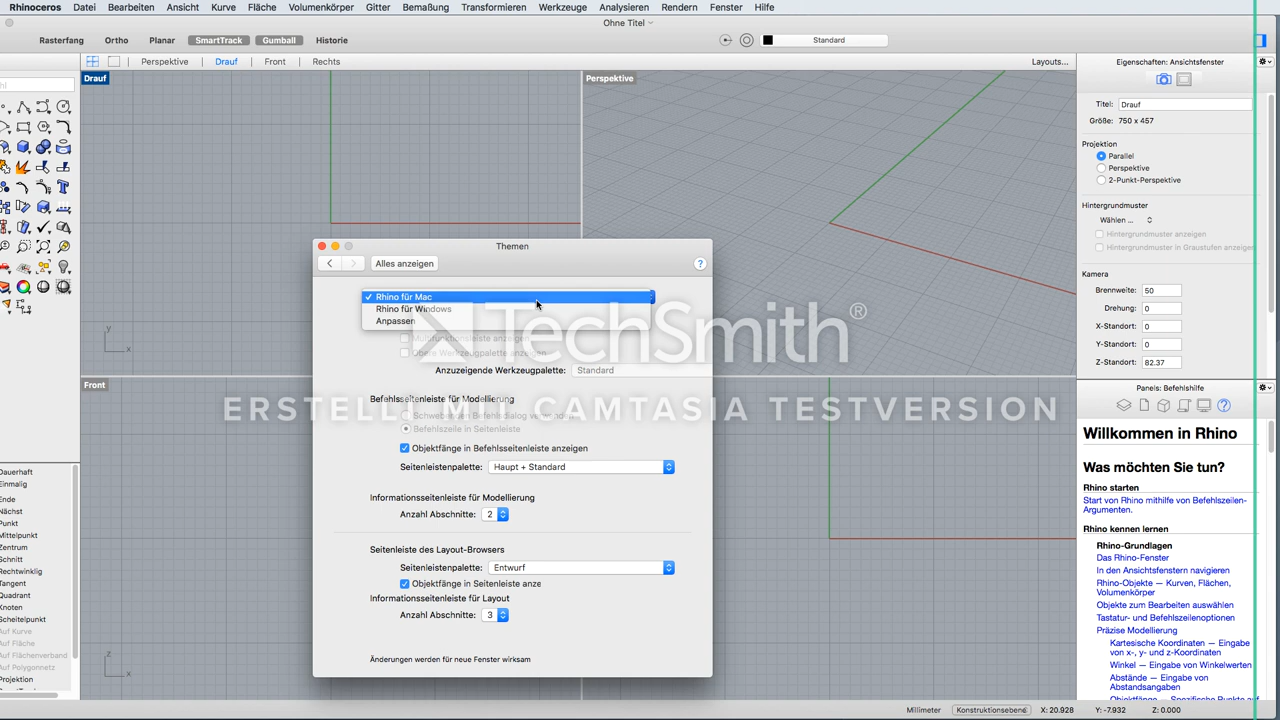 Rhinoceros Datei Bearbeiten Ansicht Kurve Fläche Volumenkörper Gitter Bemaßung Transformieren Werkzeuge Analysieren Rendern Fenster Hilfe
Ohne Titel
Rasterfang Ortho Planar SmartTrack Gumball Historie
Standard
Perspektive Drauf Front Rechts
Layouts...
Drauf
Perspektive
Front
y
x
z
x
Eigenschaften: Ansichtsfenster
Titel: Drauf
Größe: 750 x 457
Projektion
Parallel
Perspektive
2-Punkt-Perspektive
Hintergrundmuster
Wählen ...
Hintergrundmuster anzeigen
Hintergrundmuster in Graustufen anzeigen
Kamera
Brennweite: 50
Drehung: 0
X-Standort: 0
Y-Standort: 0
Z-Standort: 82.37
Panels: Befehlshilfe
Willkommen in Rhino
Was möchten Sie tun?
Rhino starten
Start von Rhino mithilfe von Befehlszeilen-
Argumenten.
Rhino kennen lernen
Rhino-Grundlagen
Das Rhino-Fenster
In den Ansichtsfenstern navigieren
Rhino-Objekte — Kurven, Flächen,
Volumenkörper
Objekte zum Bearbeiten auswählen
Tastatur- und Befehlszeilenoptionen
Präzise Modellierung
Kartesische Koordinaten — Eingabe
von x-, y- und z-Koordinaten
Winkel — Eingabe von Winkelwerten
Abstände — Eingabe von
Abstandsangaben
Themen
Alles anzeigen
?
✓ Rhino für Mac
Rhino für Windows
Anpassen
Multifunktionsleiste anzeigen
Obere Werkzeugpalette anzeigen
Anzuzeigende Werkzeugpalette: Standard
Befehlsseitenleiste für Modellierung
Schwebenden Befehlsdialog verwenden
Befehlszeile in Seitenleiste
Objektfänge in Befehlsseitenleiste anzeigen
Seitenleistenpalette: Haupt + Standard
Informationsseitenleiste für Modellierung
Anzahl Abschnitte: 2
Seitenleiste des Layout-Browsers
Seitenleistenpalette: Entwurf
Objektfänge in Seitenleiste anze
Informationsseitenleiste für Layout
Anzahl Abschnitte: 3
Änderungen werden für neue Fenster wirksam
TechSmith®
ERSTELLT MIT CAMTASIA TESTVERSION
Dauerhaft
Einmalig
Ende
Nächst
Punkt
Mittelpunkt
Zentrum
Schnitt
Rechtwinklig
Tangent
Quadrant
Knoten
Scheitelpunkt
Auf Kurve
Auf Fläche
Auf Flächenverband
Auf Polygonnetz
Projektion
Millimeter Konstruktionsebene X: 20.928 Y: -7.932 Z: 0.000